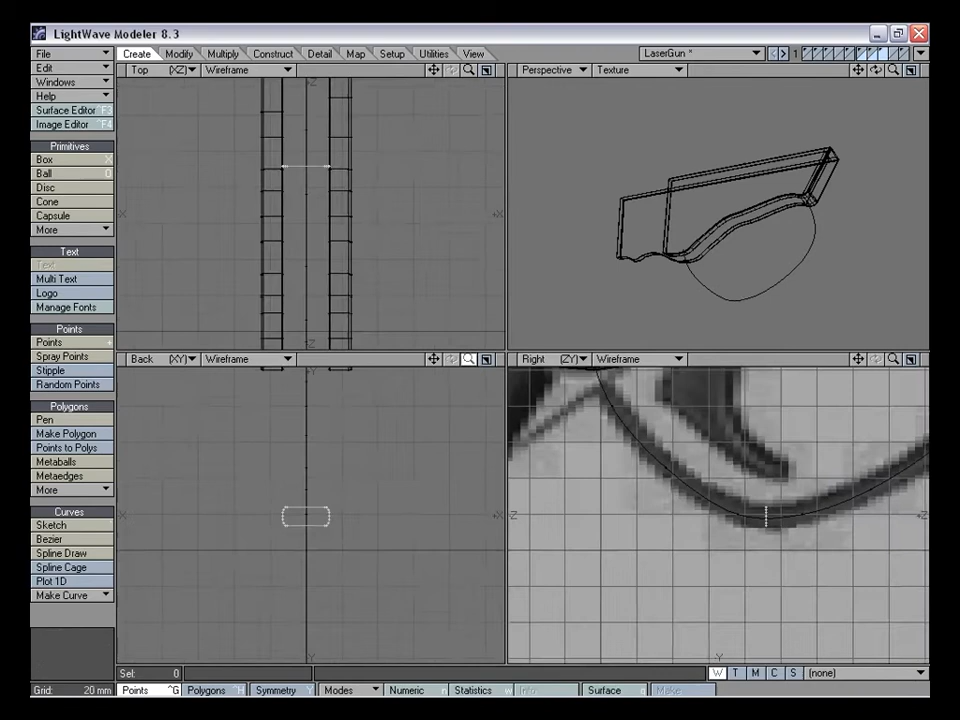 LightWave Modeler 8.3
File
Create Modify Multiply Construct Detail Map Setup Utilities View LaserGun * 1
Edit
Top (XZ) Wireframe Perspective Texture
Windows
Help
Surface Editor F3
Image Editor F4
Primitives
Box X
Ball O
Disc
Cone
Capsule
More
Text
Text
Multi Text
Logo
Manage Fonts
Points
Points +
Spray Points
Back (XY) Wireframe Right (ZY) Wireframe
Stipple
Random Points
Polygons
Pen
Make Polygon
Points to Polys
Metaballs
Metaedges
More
Curves
Sketch
Bezier
Spline Draw
Spline Cage
Plot 1D
Make Curve
Sel: 0 W T M C S (none)
Grid: 20 mm Points ^G Polygons ^H Symmetry Y Modes Numeric n Statistics w Info Surface q Make